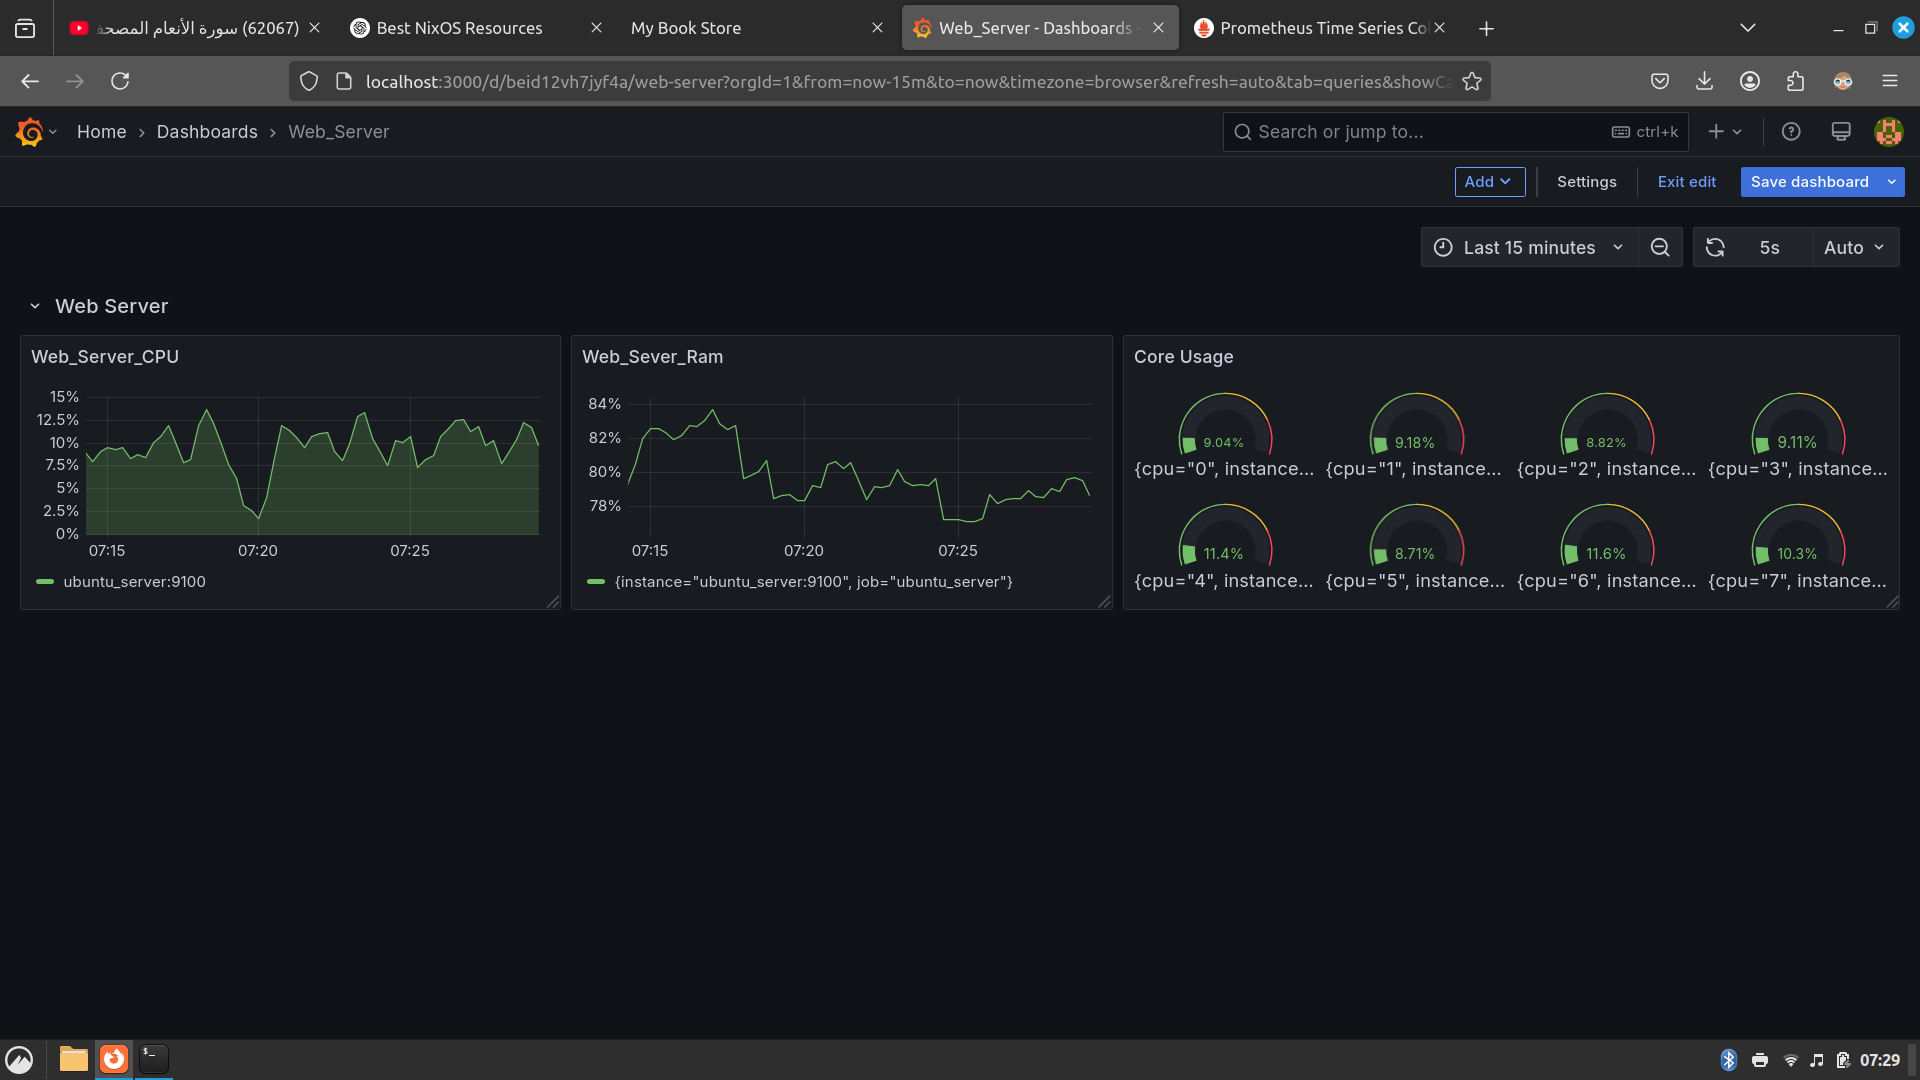 سورة الأنعام المصحف (62067)
Best NixOS Resources
My Book Store
Web_Server - Dashboards -
Prometheus Time Series Co
localhost:3000/d/beid12vh7jyf4a/web-server?orgId=1&from=now-15m&to=now&timezone=browser&refresh=auto&tab=queries&showCa
Home › Dashboards › Web_Server
Search or jump to...
ctrl+k
Add
Settings
Exit edit
Save dashboard
Last 15 minutes
5s
Auto
Web Server
Web_Server_CPU
15%
12.5%
10%
7.5%
5%
2.5%
0%
07:15 07:20 07:25
ubuntu_server:9100
Web_Sever_Ram
84%
82%
80%
78%
07:15 07:20 07:25
{instance="ubuntu_server:9100", job="ubuntu_server"}
Core Usage
9.04% 9.18% 8.82% 9.11%
{cpu="0", instance... {cpu="1", instance... {cpu="2", instance... {cpu="3", instance...
11.4% 8.71% 11.6% 10.3%
{cpu="4", instance... {cpu="5", instance... {cpu="6", instance... {cpu="7", instance...
$_
07:29